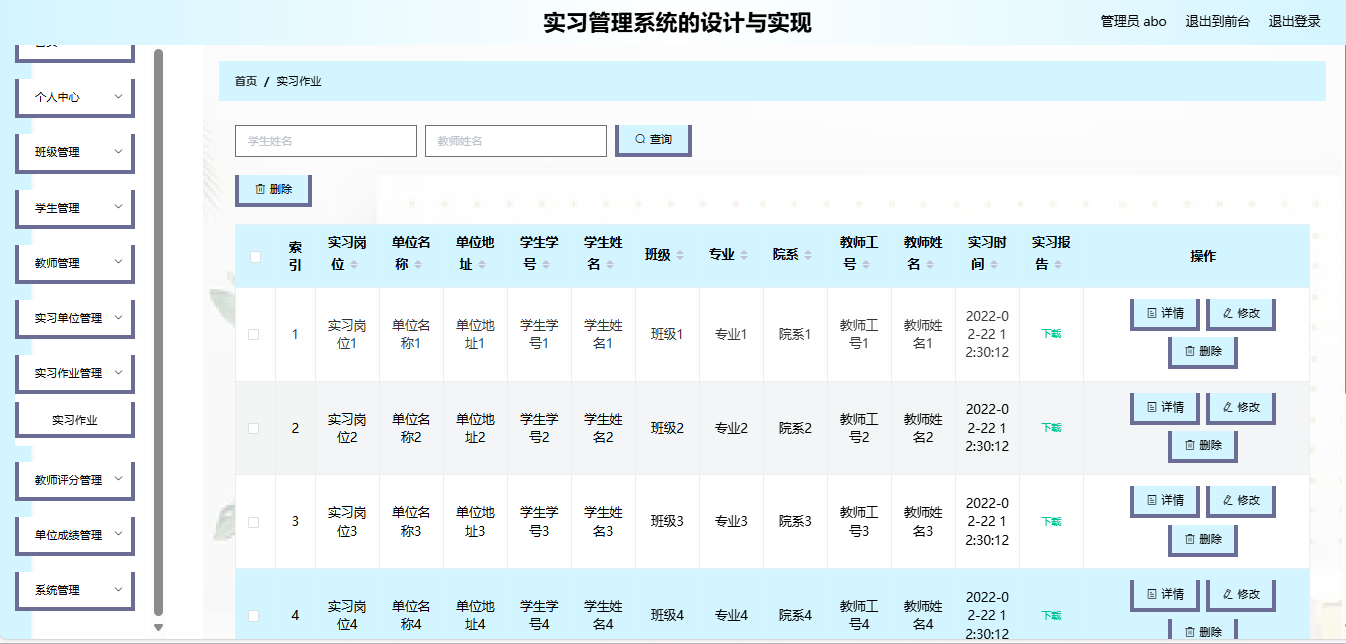 实习管理系统的设计与实现
管理员 abo 退出到前台 退出登录
个人中心
班级管理
学生管理
教师管理
实习单位管理
实习作业管理
实习作业
教师评分管理
单位成绩管理
系统管理
首页 / 实习作业
学生姓名 教师姓名 查询
删除
索引 实习岗位 单位名称 单位地址 学生学号 学生姓名 班级 专业 院系 教师工号 教师姓名 实习时间 实习报告 操作
1 实习岗位1 单位名称1 单位地址1 学生学号1 学生姓名1 班级1 专业1 院系1 教师工号1 教师姓名1 2022-02-22 12:30:12 下载 详情 修改 删除
2 实习岗位2 单位名称2 单位地址2 学生学号2 学生姓名2 班级2 专业2 院系2 教师工号2 教师姓名2 2022-02-22 12:30:12 下载 详情 修改 删除
3 实习岗位3 单位名称3 单位地址3 学生学号3 学生姓名3 班级3 专业3 院系3 教师工号3 教师姓名3 2022-02-22 12:30:12 下载 详情 修改 删除
4 实习岗位4 单位名称4 单位地址4 学生学号4 学生姓名4 班级4 专业4 院系4 教师工号4 教师姓名4 2022-02-22 12:30:12 下载 详情 修改 删除